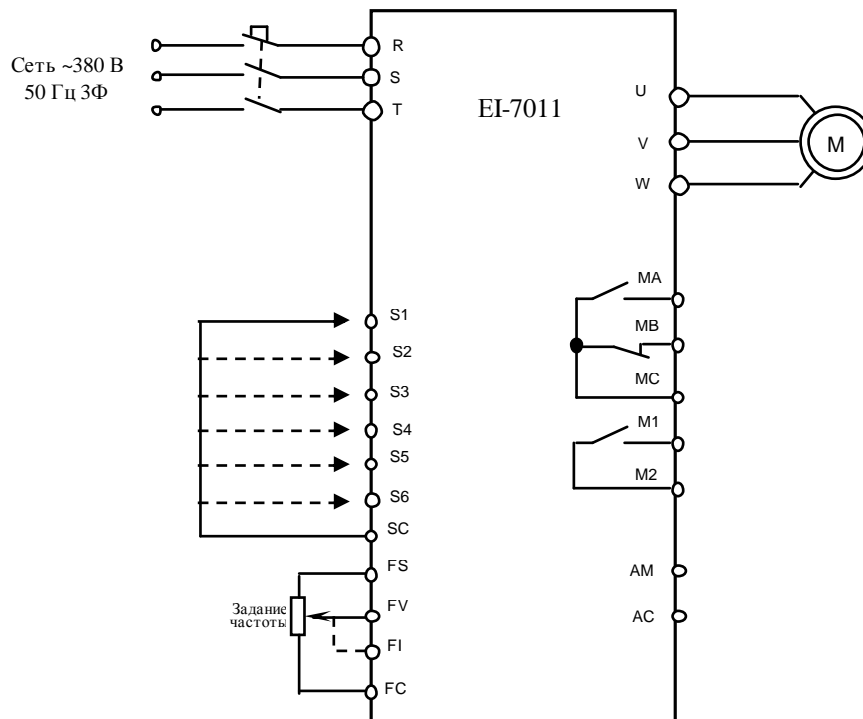 Сеть ~380 В
50 Гц 3Ф
R
S
T
EI-7011
U
V
W
M
MA
MB
MC
M1
M2
S1
S2
S3
S4
S5
S6
SC
FS
Задание
частоты
FV
FI
FC
AM
AC